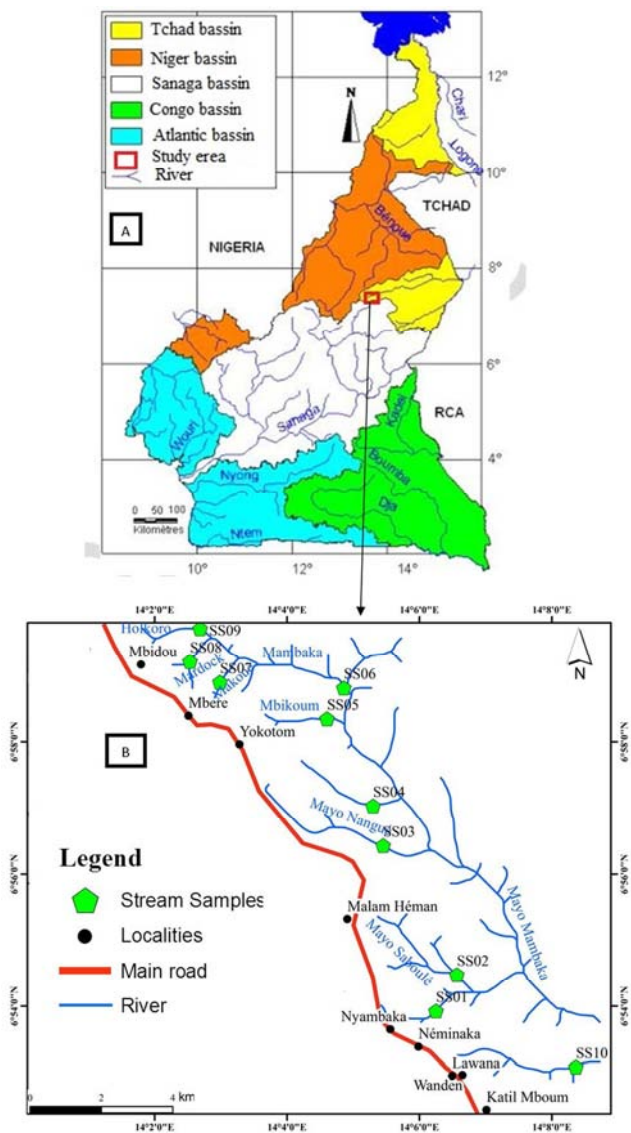 Tchad bassin
Niger bassin
Sanaga bassin
Congo bassin
Atlantic bassin
Study erea
River
N
A
12°
10°
8°
6°
4°
Chari
Logone
TCHAD
Bénoue
NIGERIA
RCA
Kadei
Sanaga
Wouri
Boumba
Nyong
Dja
Ntem
0 50 100
Kilomètres
10° 12° 14°
14°2'0"E 14°4'0"E 14°6'0"E 14°8'0"E
Holkoro
SS09
N
Mbidou
SS08
Mardock
SS07
Makou
Mambaka
SS06
Mbikoum
SS05
Mbere
6°58'0"N
B
Yokotom
SS04
Mayo Nangu
SS03
6°56'0"N
Legend
Stream Samples
Localities
Main road
River
Malam Héman
Mayo Saboulé
SS02
Mayo Mambaka
SS01
6°54'0"N
Nyambaka
Néminaka
Lawana
Wanden
SS10
Katil Mboum
0 2 4 km